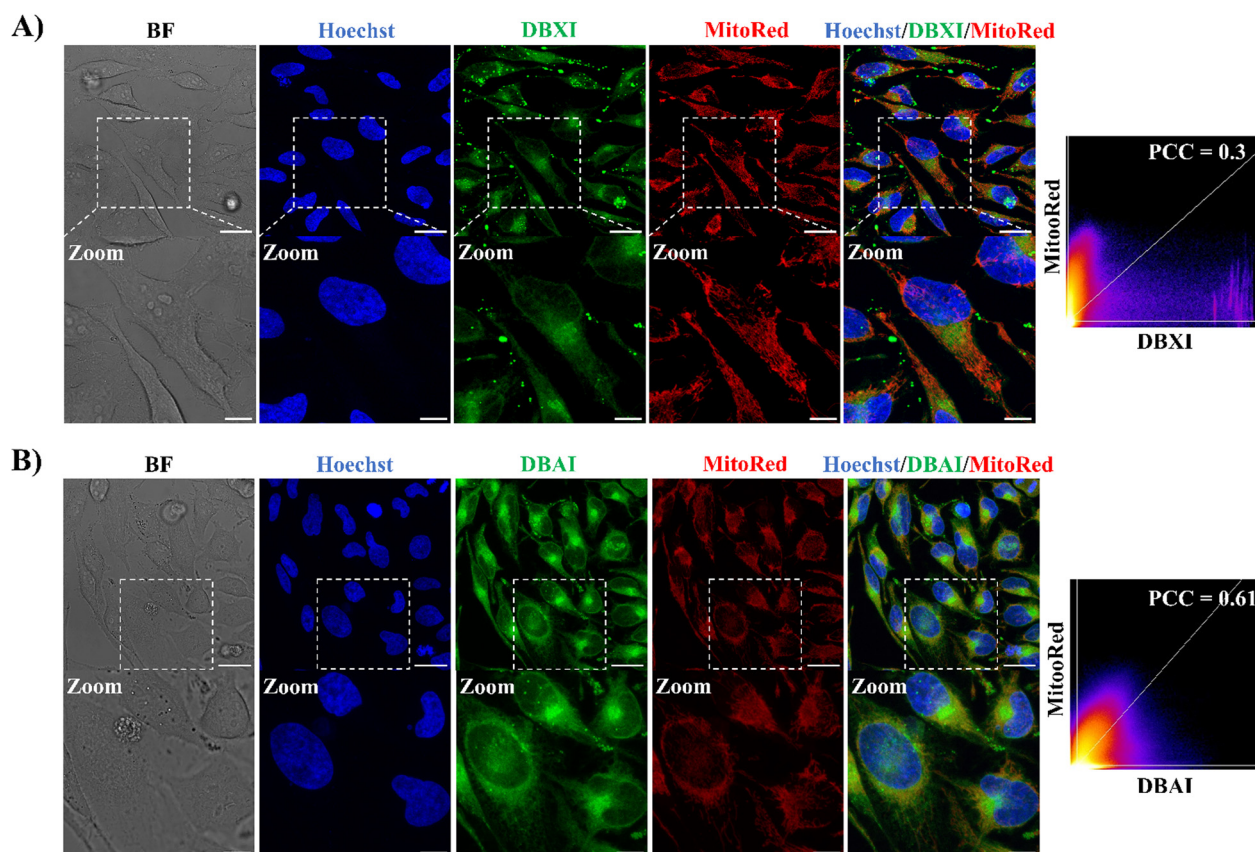 A)
BF Hoechst DBXI MitoRed Hoechst/DBXI/MitoRed
Zoom Zoom Zoom Zoom Zoom
PCC = 0.3
MitooRed
DBXI
B)
BF Hoechst DBAI MitoRed Hoechst/DBAI/MitoRed
Zoom Zoom Zoom Zoom Zoom
PCC = 0.61
MitooRed
DBAI